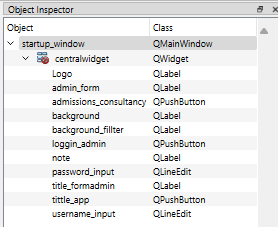 Object Inspector
Object Class
startup_window QMainWindow
centralwidget QWidget
Logo QLabel
admin_form QLabel
admissions_consultancy QPushButton
background QLabel
background_fillter QLabel
loggin_admin QPushButton
note QLabel
password_input QLineEdit
title_formadmin QLabel
tittle_app QPushButton
username_input QLineEdit